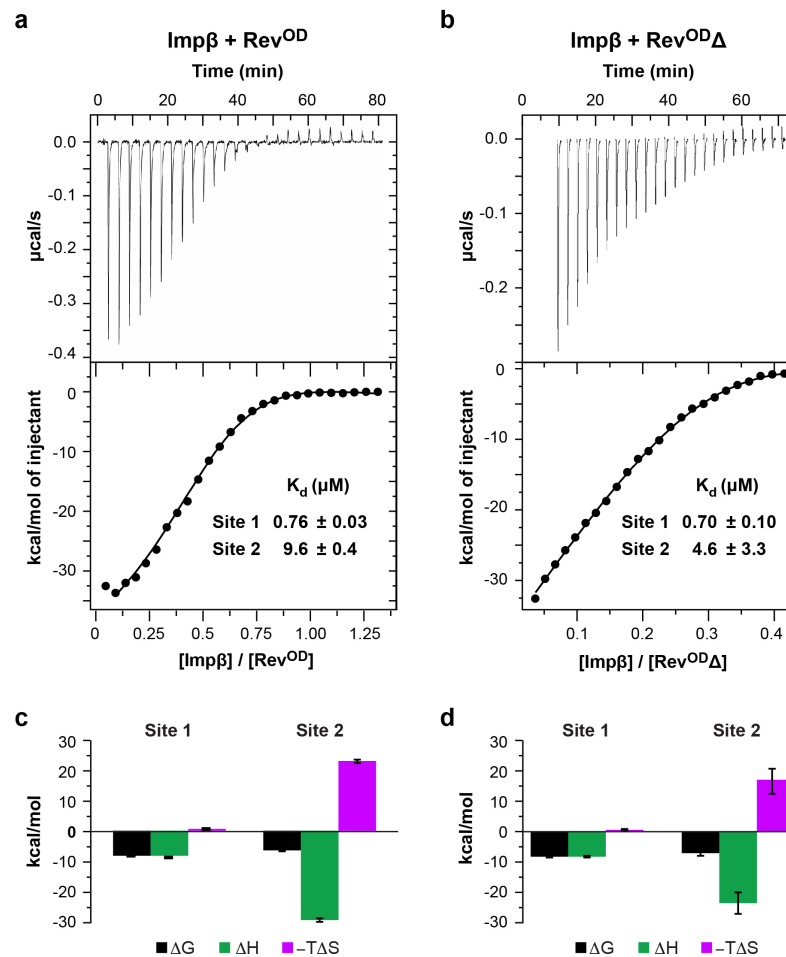 a
Impβ + Rev^OD
Time (min)
0 10 20 30 40 50 60 70 80
0.0
-0.1
-0.2
-0.3
-0.4
µcal/s
0
-10
-20
-30
kcal/mol of injectant
K_d (µM)
Site 1 0.76 ± 0.03
Site 2 9.6 ± 0.4
0 0.25 0.5 0.75 1.00 1.25
[Impβ] / [Rev^OD]
b
Impβ + Rev^ODΔ
Time (min)
0 20 40 60
0.0
-0.1
-0.2
µcal/s
0
-10
-20
-30
kcal/mol of injectant
K_d (µM)
Site 1 0.70 ± 0.10
Site 2 4.6 ± 3.3
0.1 0.2 0.3 0.4
[Impβ] / [Rev^ODΔ]
c
Site 1 Site 2
30
20
10
0
-10
-20
-30
kcal/mol
ΔG ΔH –TΔS
d
Site 1 Site 2
30
20
10
0
-10
-20
-30
kcal/mol
ΔG ΔH –TΔS